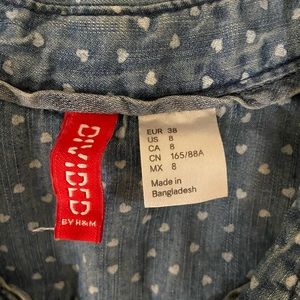 DIVIDED
BY H&M
EUR 38
US 8
CA 8
CN 165/88A
MX 8
Made in
Bangladesh